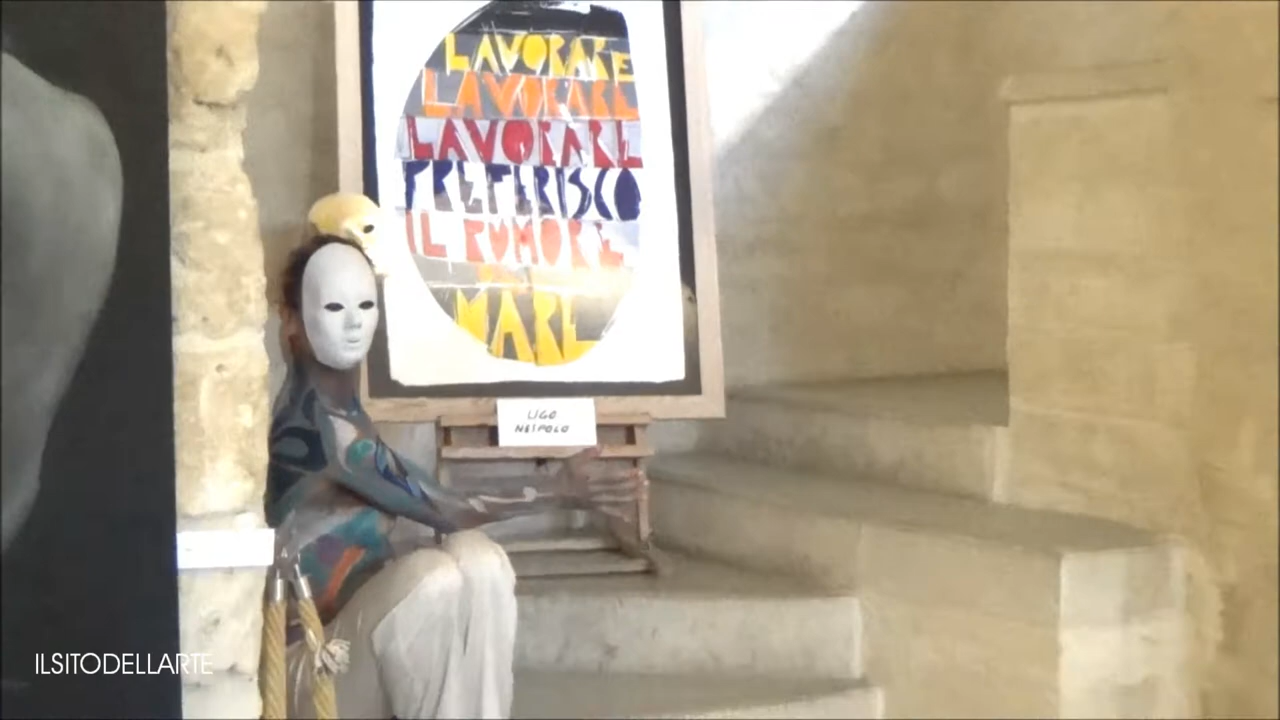 LAVORARE
LAVORARE
LAVORARE
PREFERISCO
IL RUMORE
MARE
UGO
NESPOLO
ILSITODELLARTE